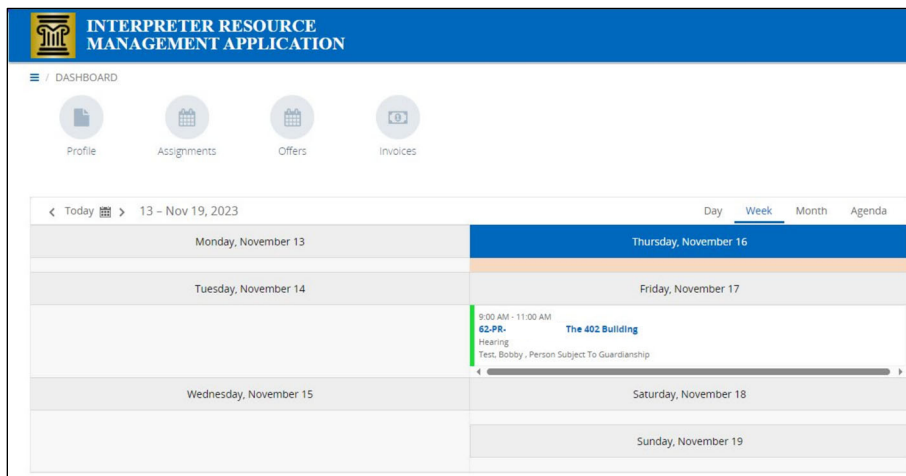 INTERPRETER RESOURCE
MANAGEMENT APPLICATION
/ DASHBOARD
Profile Assignments Offers Invoices
Today 13 – Nov 19, 2023 Day Week Month Agenda
Monday, November 13 Thursday, November 16
Tuesday, November 14 Friday, November 17
9:00 AM - 11:00 AM
62-PR- The 402 Building
Hearing
Test, Bobby , Person Subject To Guardianship
Wednesday, November 15 Saturday, November 18
Sunday, November 19